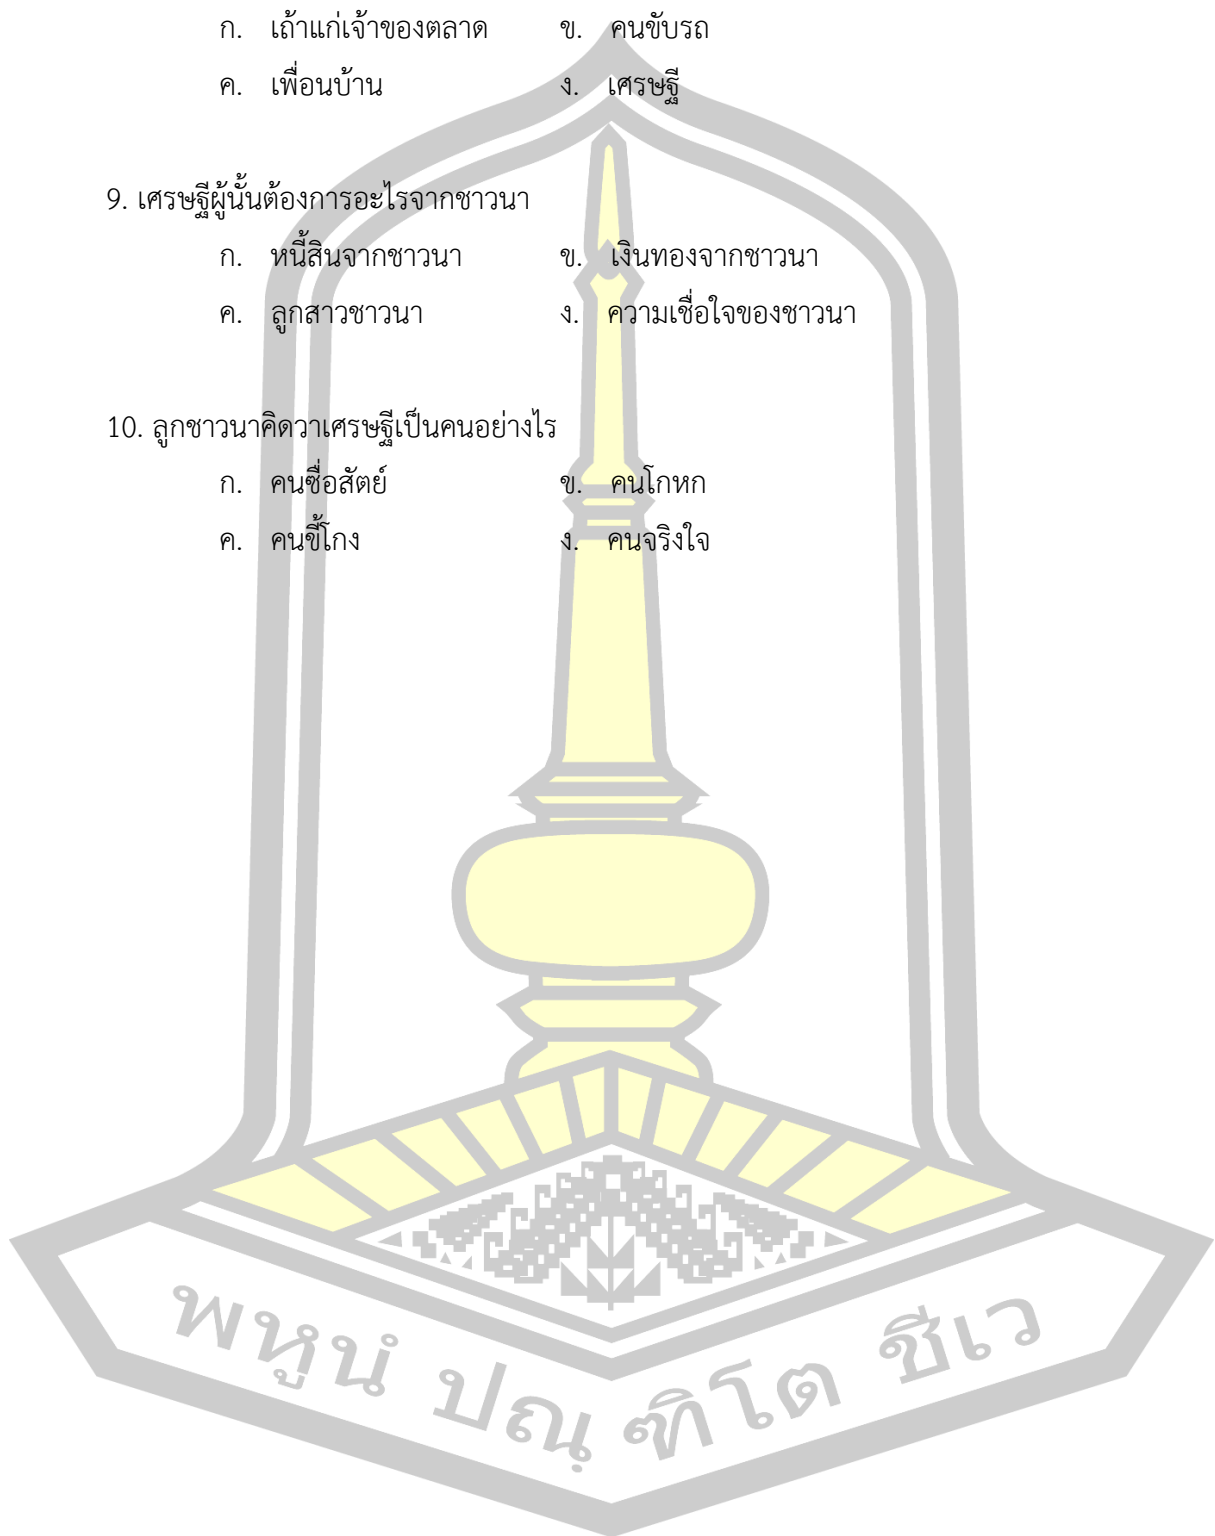 ก. เถ้าแก่เจ้าของตลาด ข. คนขับรถ
ค. เพื่อนบ้าน ง. เศรษฐี
9. เศรษฐีผู้นั้นต้องการอะไรจากชาวนา
ก. หนี้สินจากชาวนา ข. เงินทองจากชาวนา
ค. ลูกสาวชาวนา ง. ความเชื่อใจของชาวนา
10. ลูกชาวนาคิดวาเศรษฐีเป็นคนอย่างไร
ก. คนซื่อสัตย์ ข. คนโกหก
ค. คนขี้โกง ง. คนจริงใจ
พหูนํ ปณฺฑิโต ชีเว